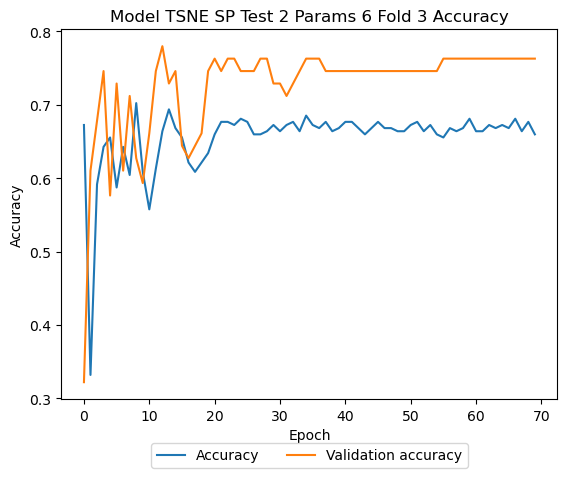 Model TSNE SP Test 2 Params 6 Fold 3 Accuracy
0.8
0.7
0.6
0.5
0.4
0.3
Accuracy
0 10 20 30 40 50 60 70
Epoch
Accuracy Validation accuracy